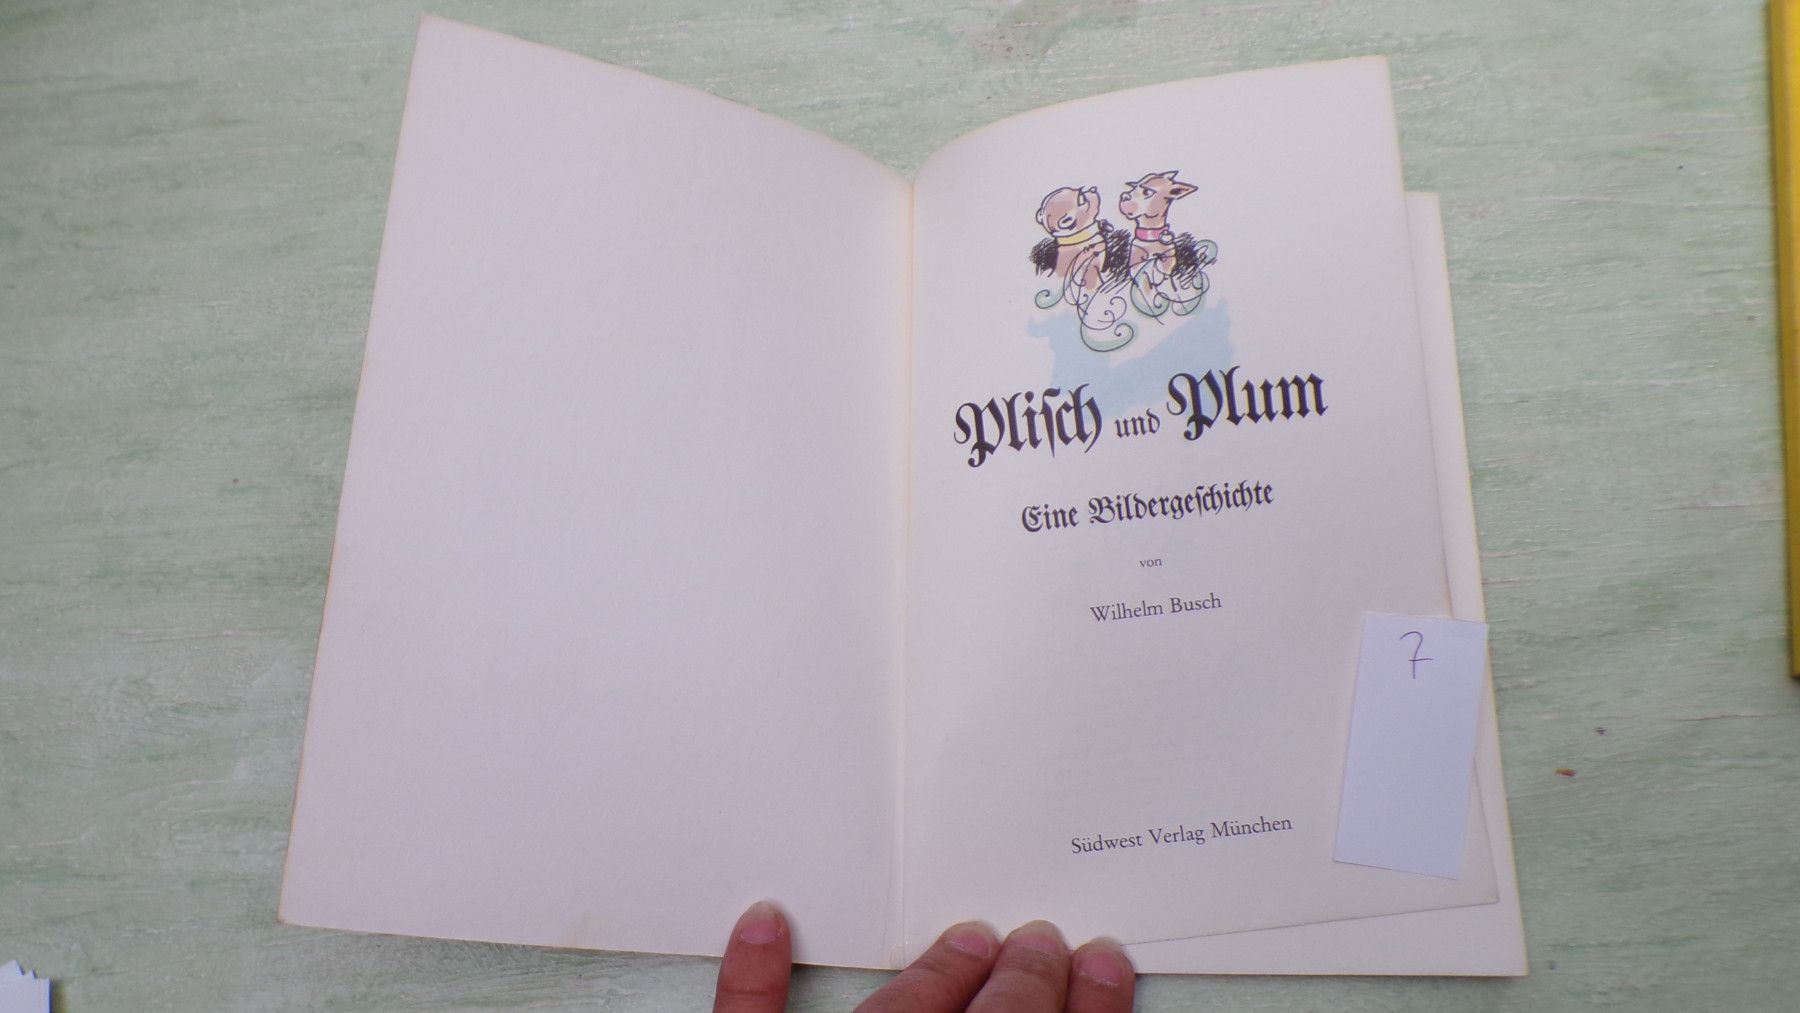 Pliſch und Plum
Eine Bildergeſchichte
von
Wilhelm Busch
7
Südwest Verlag München